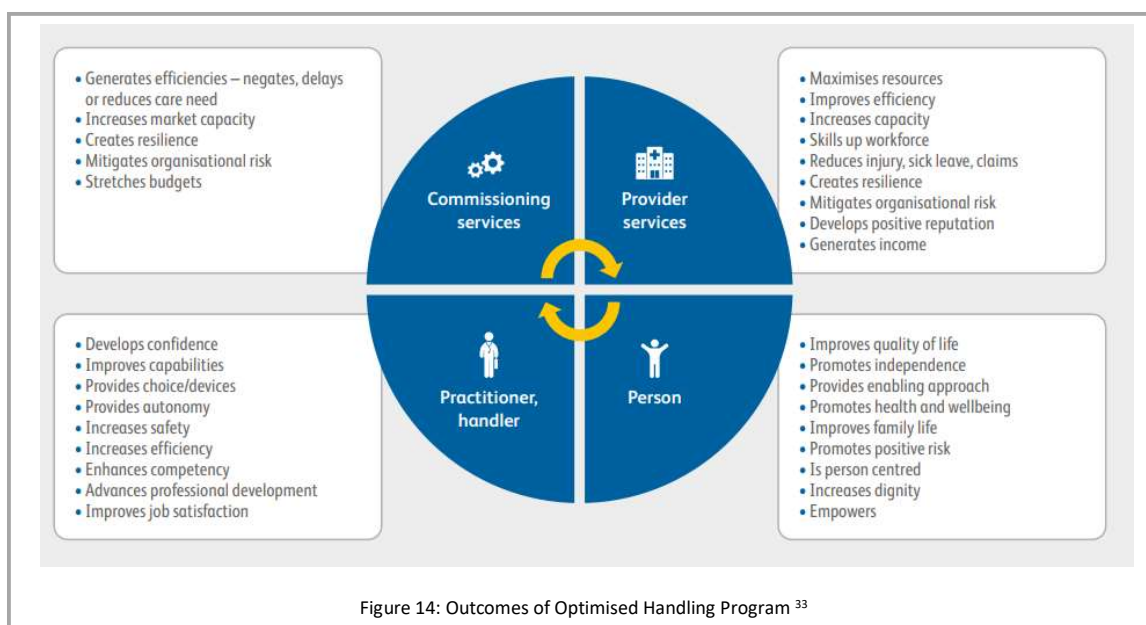 • Generates efficiencies – negates, delays
or reduces care need
• Increases market capacity
• Creates resilience
• Mitigates organisational risk
• Stretches budgets
Commissioning
services
Provider
services
• Maximises resources
• Improves efficiency
• Increases capacity
• Skills up workforce
• Reduces injury, sick leave, claims
• Creates resilience
• Mitigates organisational risk
• Develops positive reputation
• Generates income
• Develops confidence
• Improves capabilities
• Provides choice/devices
• Provides autonomy
• Increases safety
• Increases efficiency
• Enhances competency
• Advances professional development
• Improves job satisfaction
Practitioner,
handler
Person
• Improves quality of life
• Promotes independence
• Provides enabling approach
• Promotes health and wellbeing
• Improves family life
• Promotes positive risk
• Is person centred
• Increases dignity
• Empowers
Figure 14: Outcomes of Optimised Handling Program 33